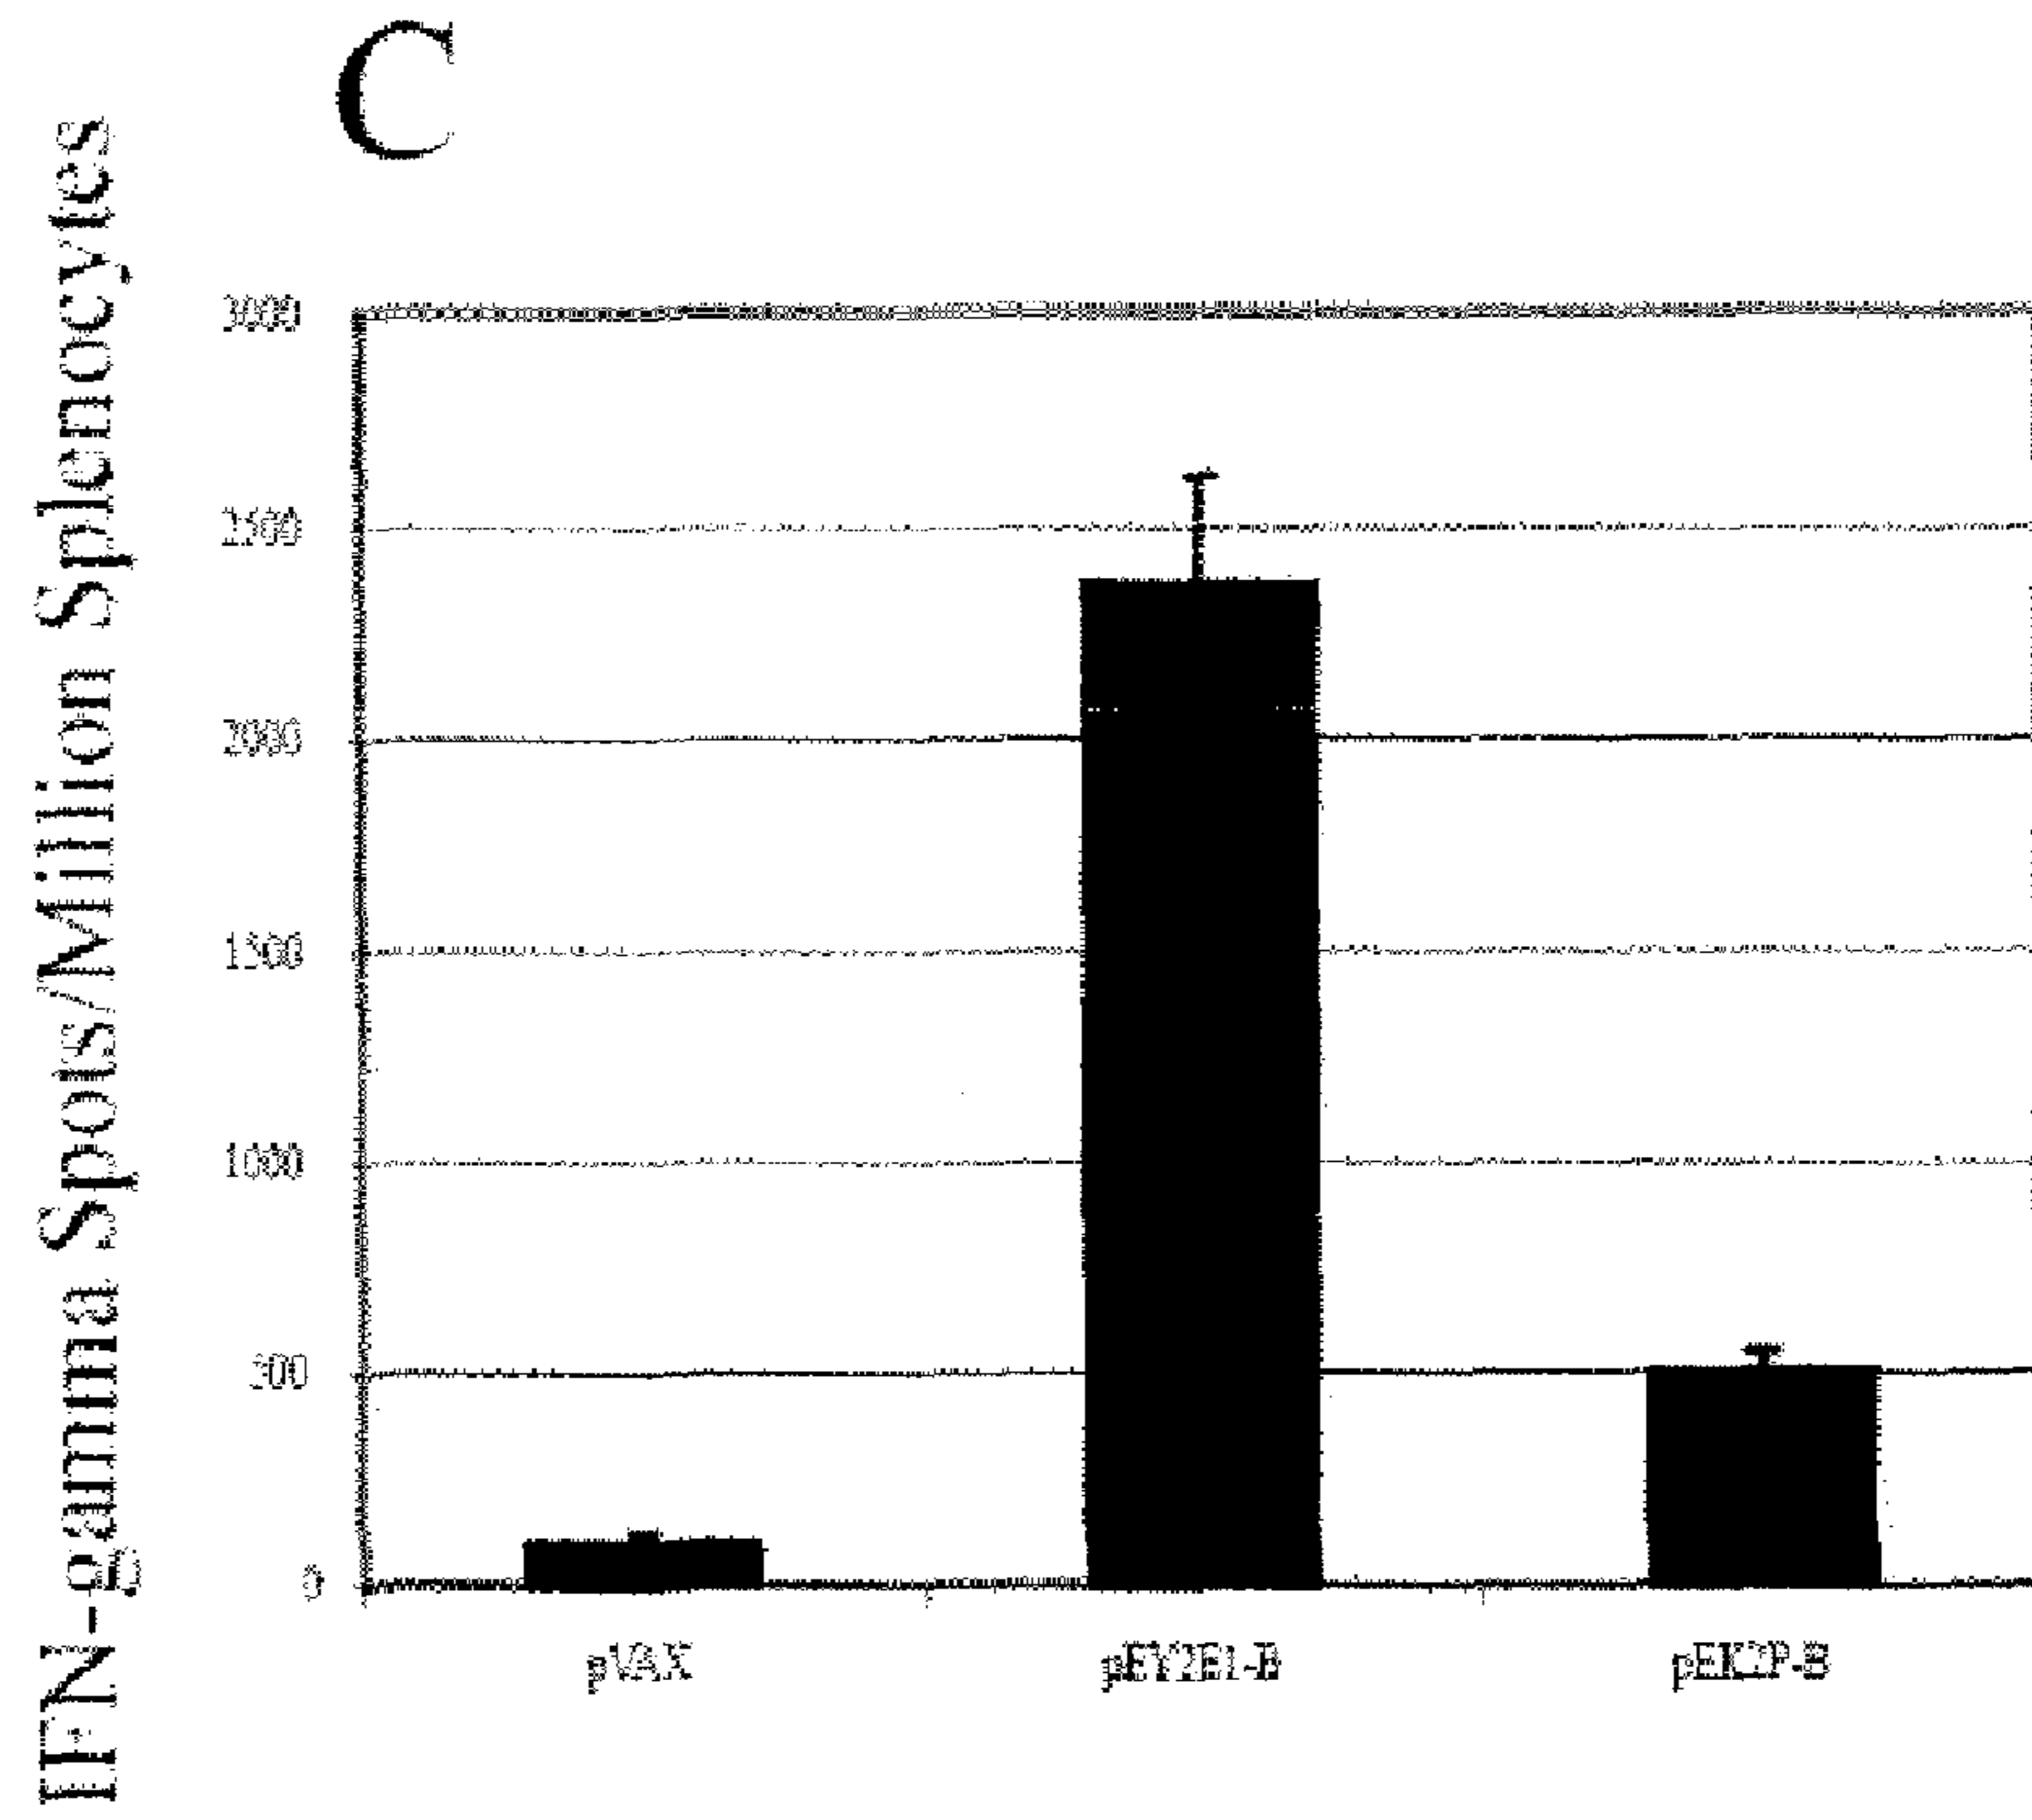 C
IFN-gamma Spots/Million Splenocytes
3000
2500
2000
1500
1000
500
0
pVAX
pEY2E1-B
pEK2P-B